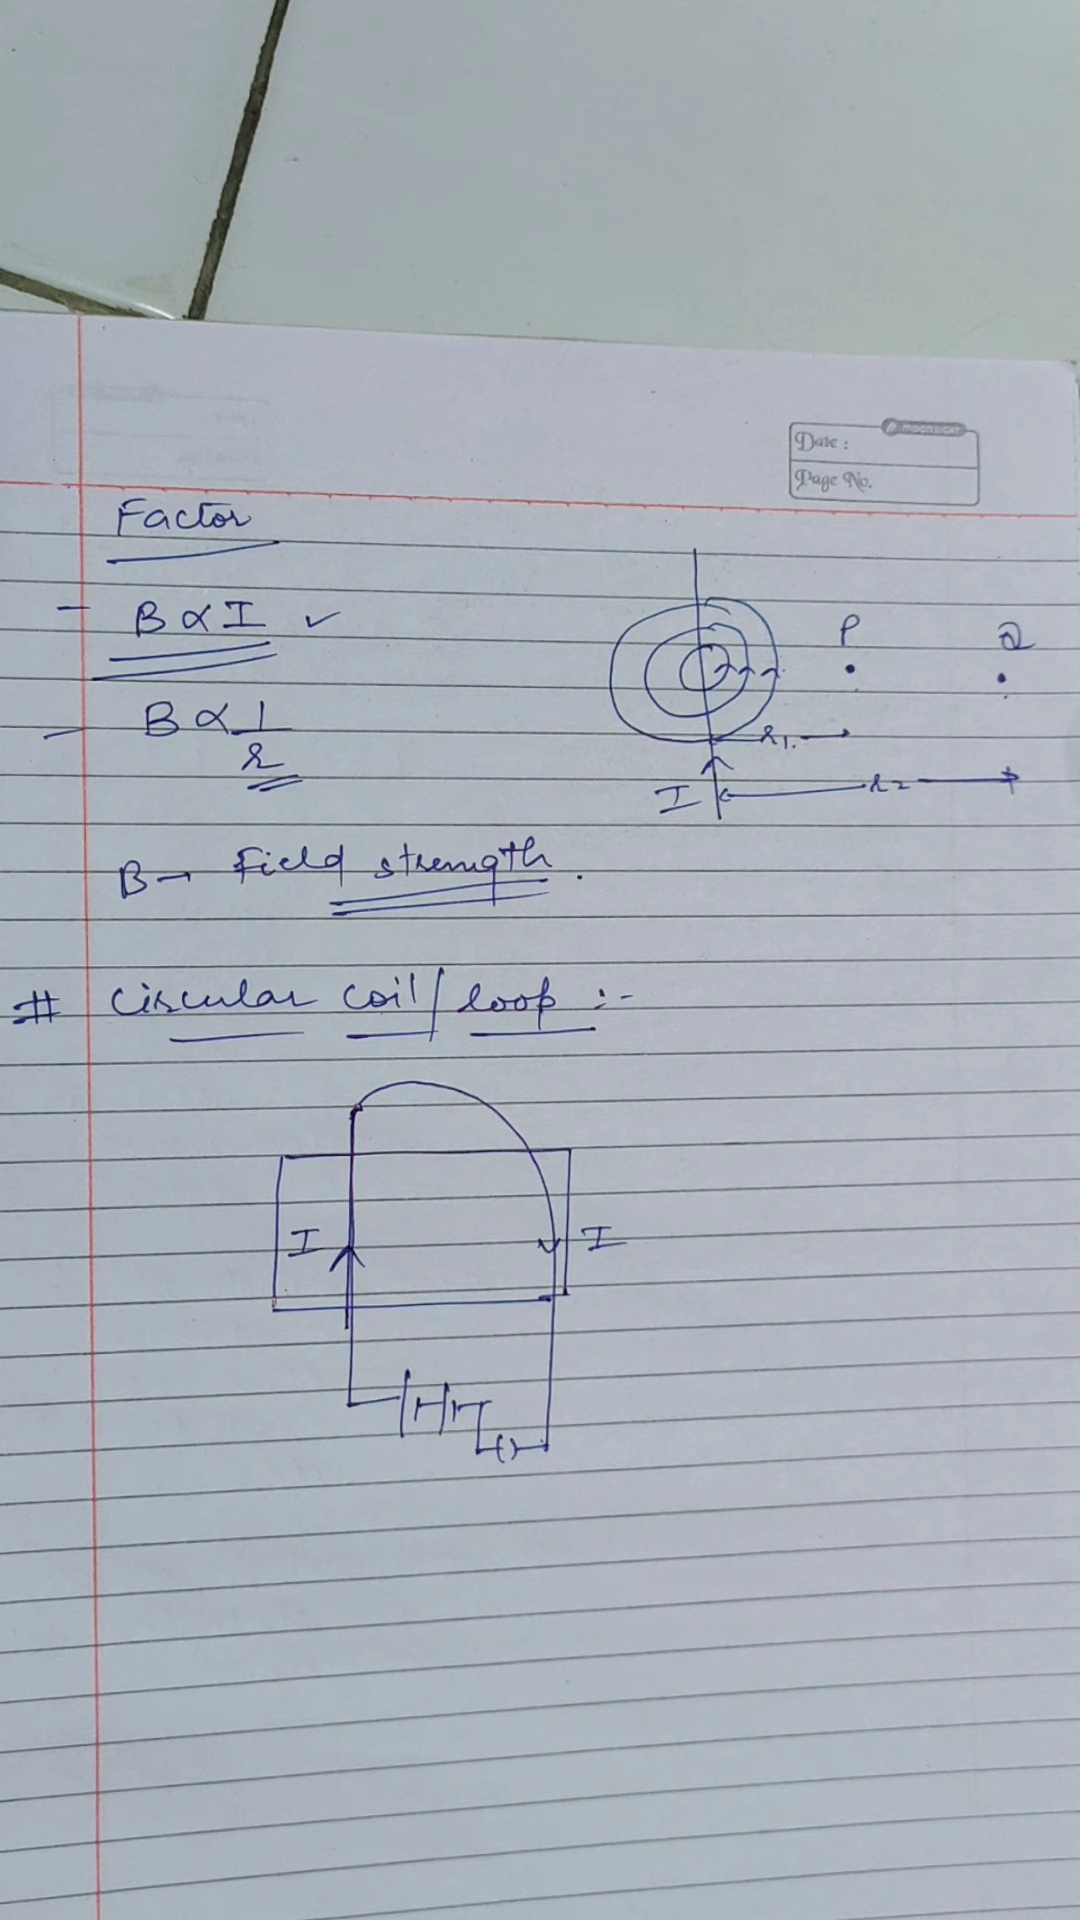 Date :
Page No.
Factor
- B ∝ I ✓
P
Q
- B ∝ 1/r
r1.
I
r2
B → Field strength.
# Circular coil/loop :-
I
I